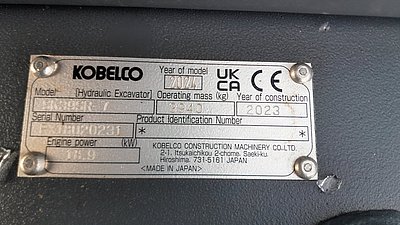 KOBELCO
Year of model
UK
CA
CE
Model
[Hydraulic Excavator]
Operating mass (kg)
Year of construction
2023
Serial Number
Product Identification Number
*
*
Engine power
(kW)
KOBELCO CONSTRUCTION MACHINERY CO.,LTD.
2-1, Itsukaichikou 2-chome, Saeki-ku,
Hiroshima, 731-5161 JAPAN
<MADE IN JAPAN>